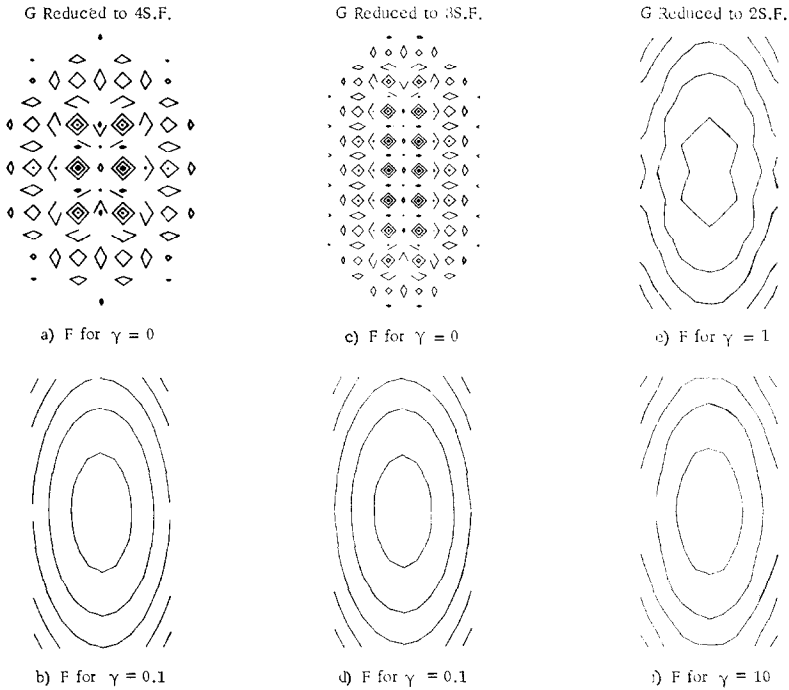 G Reduced to 4S.F.
G Reduced to 3S.F.
G Reduced to 2S.F.
a) F for γ = 0
c) F for γ = 0
e) F for γ = 1
b) F for γ = 0.1
d) F for γ = 0.1
f) F for γ = 10